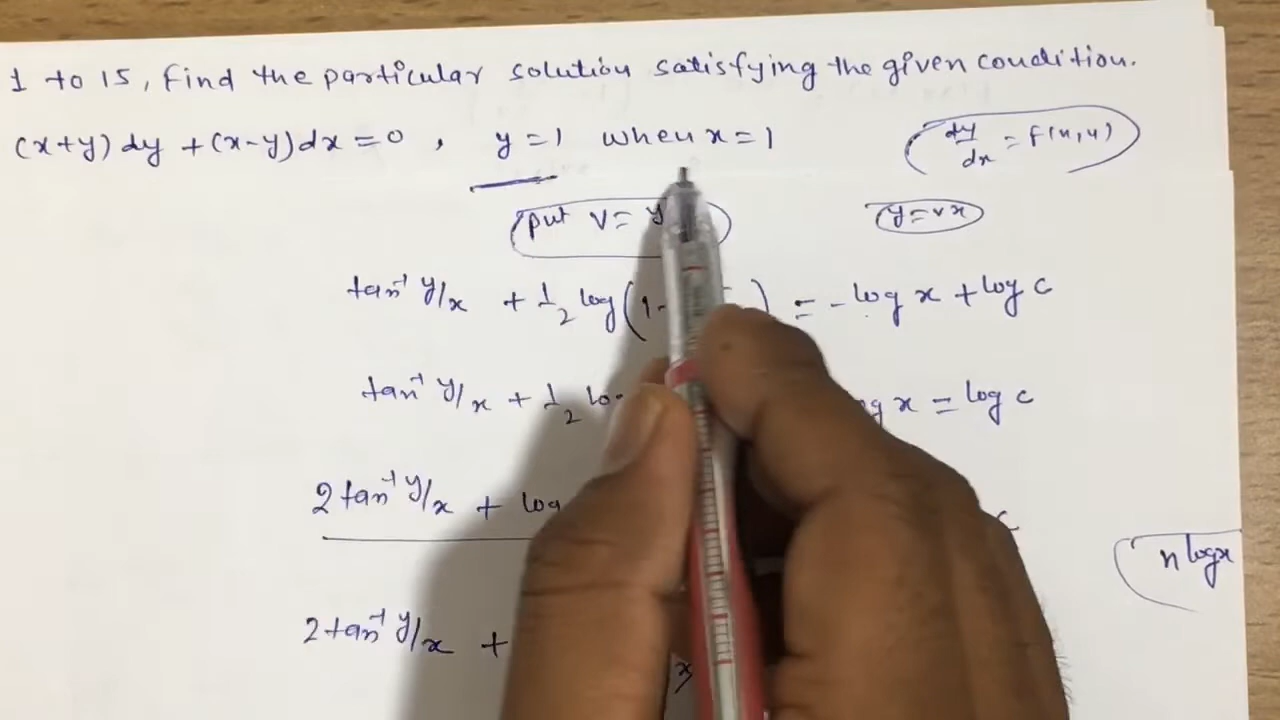 1 to 15, Find the particular solution satisfying the given condition.
(x+y) dy + (x-y) dx = 0 , y = 1 when x = 1
dy/dx = f(x,y)
put v = y
y = vx
tan⁻¹ y/x + 1/2 log (1 ) = - log x + log c
tan⁻¹ y/x + 1/2 x = log c
2 tan⁻¹ y/x + log c
n logx
2 tan⁻¹ y/x + x